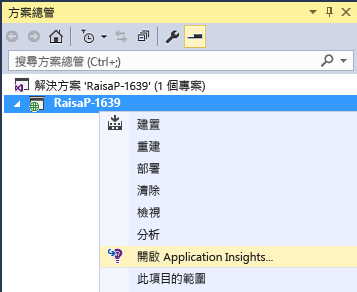 方案總管
搜尋方案總管 (Ctrl+;)
解決方案 'RaisaP-1639' (1 個專案)
RaisaP-1639
建置
重建
部署
清除
檢視
分析
開啟 Application Insights...
此項目的範圍